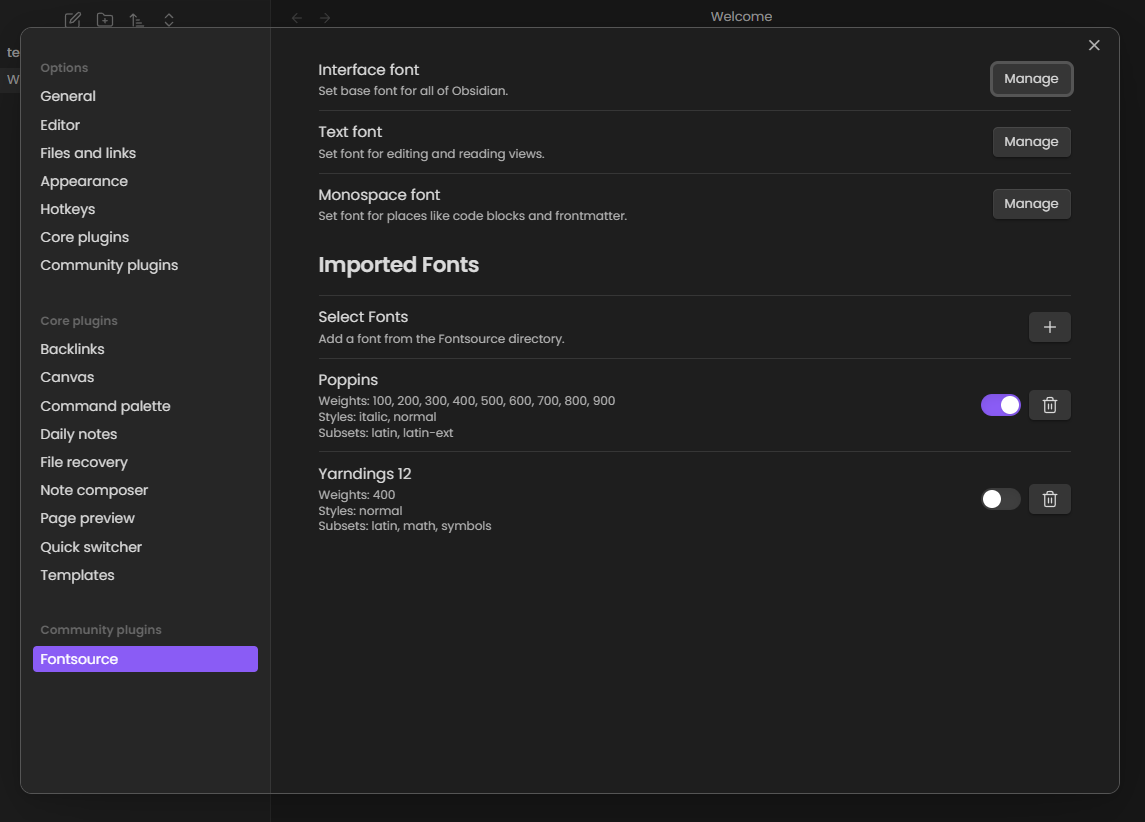 Welcome
te
W
Options
General
Editor
Files and links
Appearance
Hotkeys
Core plugins
Community plugins
Core plugins
Backlinks
Canvas
Command palette
Daily notes
File recovery
Note composer
Page preview
Quick switcher
Templates
Community plugins
Fontsource
Interface font
Set base font for all of Obsidian.
Manage
Text font
Set font for editing and reading views.
Manage
Monospace font
Set font for places like code blocks and frontmatter.
Manage
Imported Fonts
Select Fonts
Add a font from the Fontsource directory.
Poppins
Weights: 100, 200, 300, 400, 500, 600, 700, 800, 900
Styles: italic, normal
Subsets: latin, latin-ext
Yarndings 12
Weights: 400
Styles: normal
Subsets: latin, math, symbols